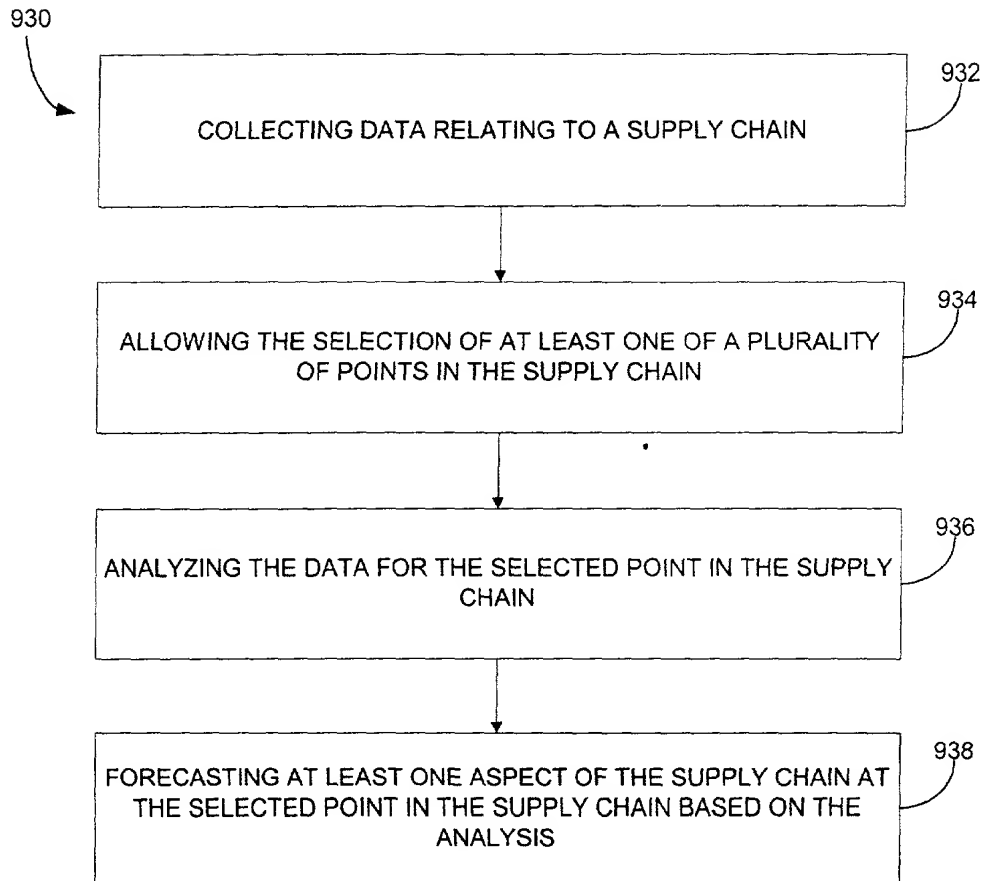 930
932
COLLECTING DATA RELATING TO A SUPPLY CHAIN
934
ALLOWING THE SELECTION OF AT LEAST ONE OF A PLURALITY
OF POINTS IN THE SUPPLY CHAIN
936
ANALYZING THE DATA FOR THE SELECTED POINT IN THE SUPPLY
CHAIN
938
FORECASTING AT LEAST ONE ASPECT OF THE SUPPLY CHAIN AT
THE SELECTED POINT IN THE SUPPLY CHAIN BASED ON THE
ANALYSIS